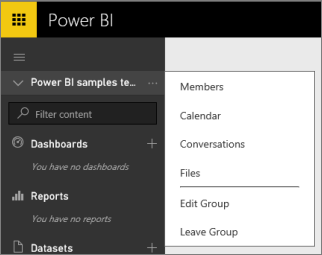 Power BI
Power BI samples te...
Filter content
Dashboards
You have no dashboards
Reports
You have no reports
Datasets
Members
Calendar
Conversations
Files
Edit Group
Leave Group